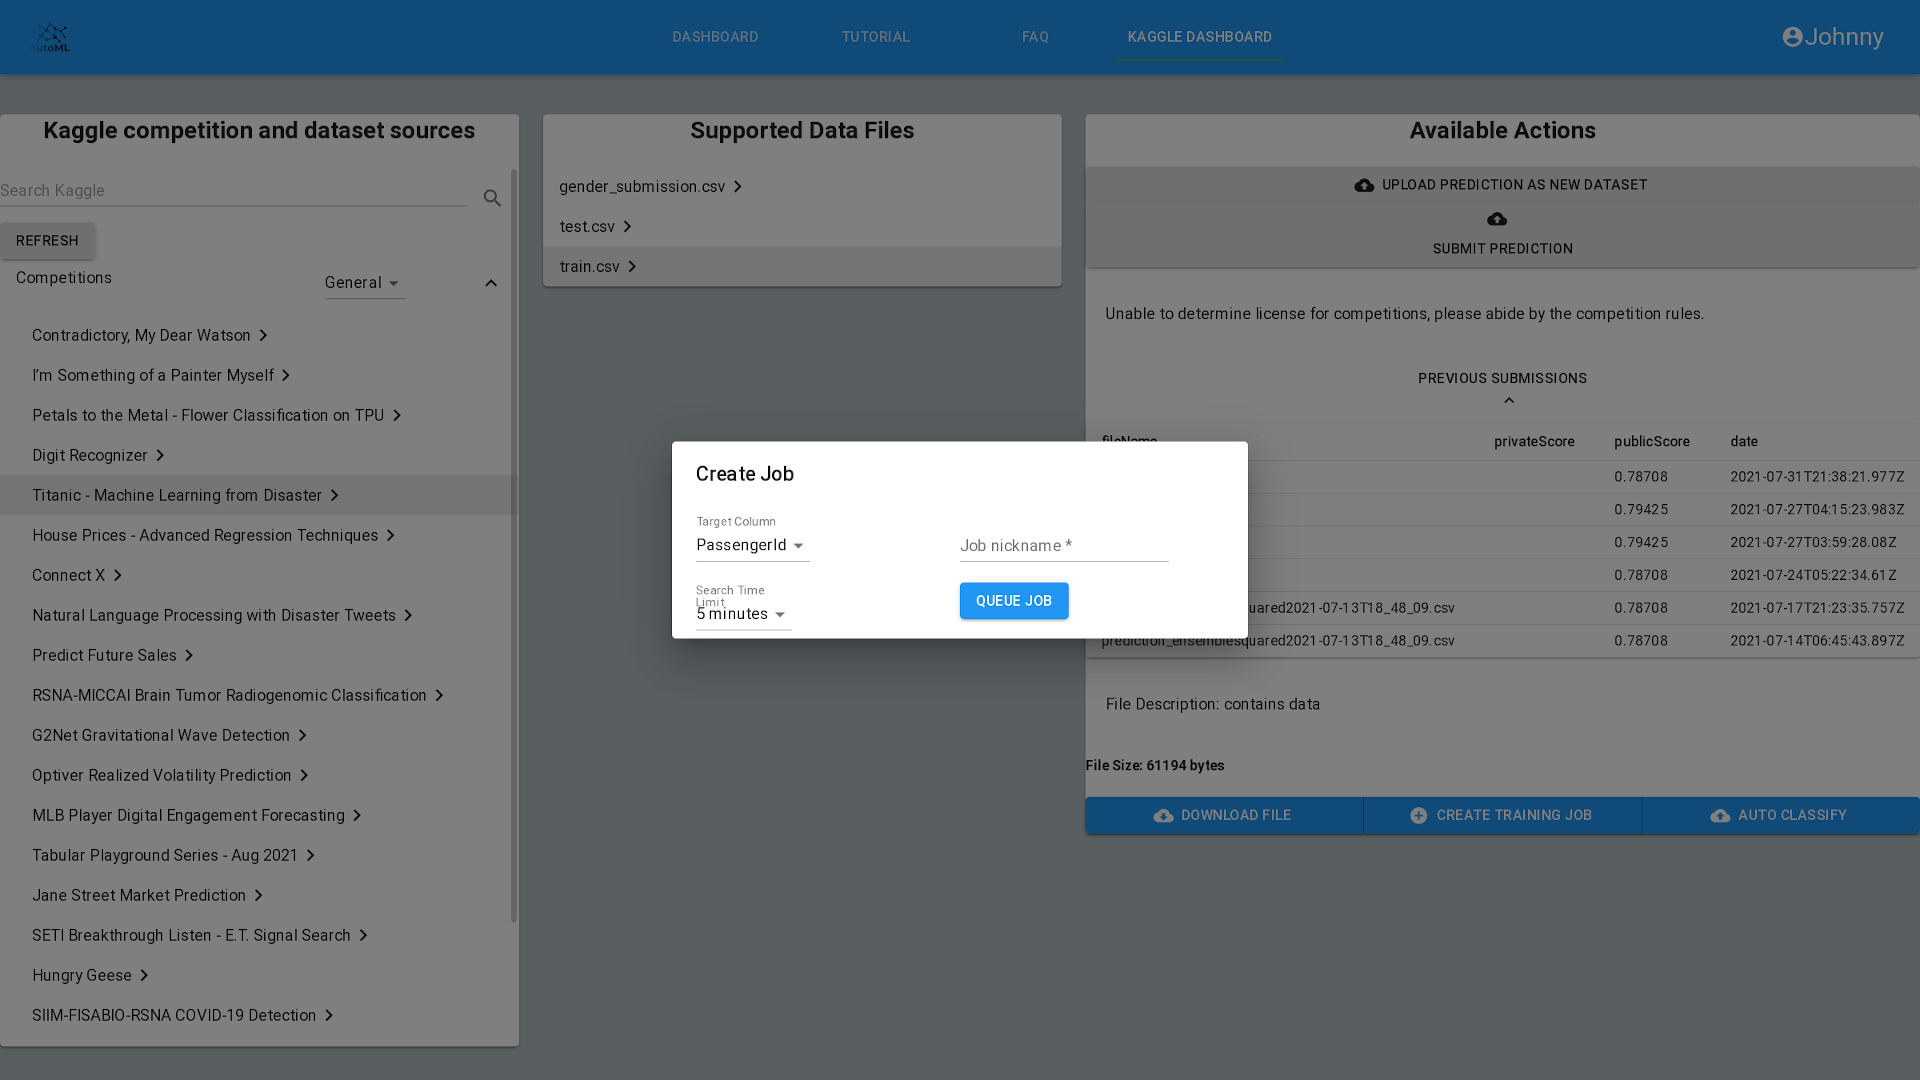 utoML
DASHBOARD
TUTORIAL
FAQ
KAGGLE DASHBOARD
Johnny
Kaggle competition and dataset sources
Search Kaggle
REFRESH
Competitions
General
Contradictory, My Dear Watson
I’m Something of a Painter Myself
Petals to the Metal - Flower Classification on TPU
Digit Recognizer
Titanic - Machine Learning from Disaster
House Prices - Advanced Regression Techniques
Connect X
Natural Language Processing with Disaster Tweets
Predict Future Sales
RSNA-MICCAI Brain Tumor Radiogenomic Classification
G2Net Gravitational Wave Detection
Optiver Realized Volatility Prediction
MLB Player Digital Engagement Forecasting
Tabular Playground Series - Aug 2021
Jane Street Market Prediction
SETI Breakthrough Listen - E.T. Signal Search
Hungry Geese
SIIM-FISABIO-RSNA COVID-19 Detection
Supported Data Files
gender_submission.csv
test.csv
train.csv
Create Job
Target Column
PassengerId
Job nickname *
Search Time
Limit
5 minutes
QUEUE JOB
Available Actions
UPLOAD PREDICTION AS NEW DATASET
SUBMIT PREDICTION
Unable to determine license for competitions, please abide by the competition rules.
PREVIOUS SUBMISSIONS
fileName privateScore publicScore date
0.78708 2021-07-31T21:38:21.977Z
0.79425 2021-07-27T04:15:23.983Z
0.79425 2021-07-27T03:59:28.08Z
0.78708 2021-07-24T05:22:34.61Z
uared2021-07-13T18_48_09.csv 0.78708 2021-07-17T21:23:35.757Z
prediction_ensemblesquared2021-07-13T18_48_09.csv 0.78708 2021-07-14T06:45:43.897Z
File Description: contains data
File Size: 61194 bytes
DOWNLOAD FILE
CREATE TRAINING JOB
AUTO CLASSIFY